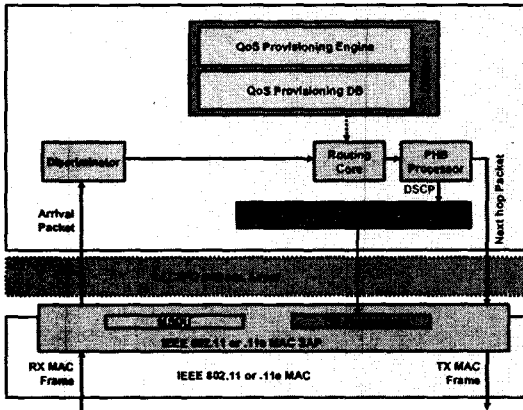 QoS Provisioning Engine
QoS Provisioning DB
Discriminator
Routing
Core
PHB
Processor
DSCP
Arrival
Packet
Next hop Packet
MSDU
IEEE 802.11 or .11e MAC SAP
RX MAC
Frame
IEEE 802.11 or .11e MAC
TX MAC
Frame